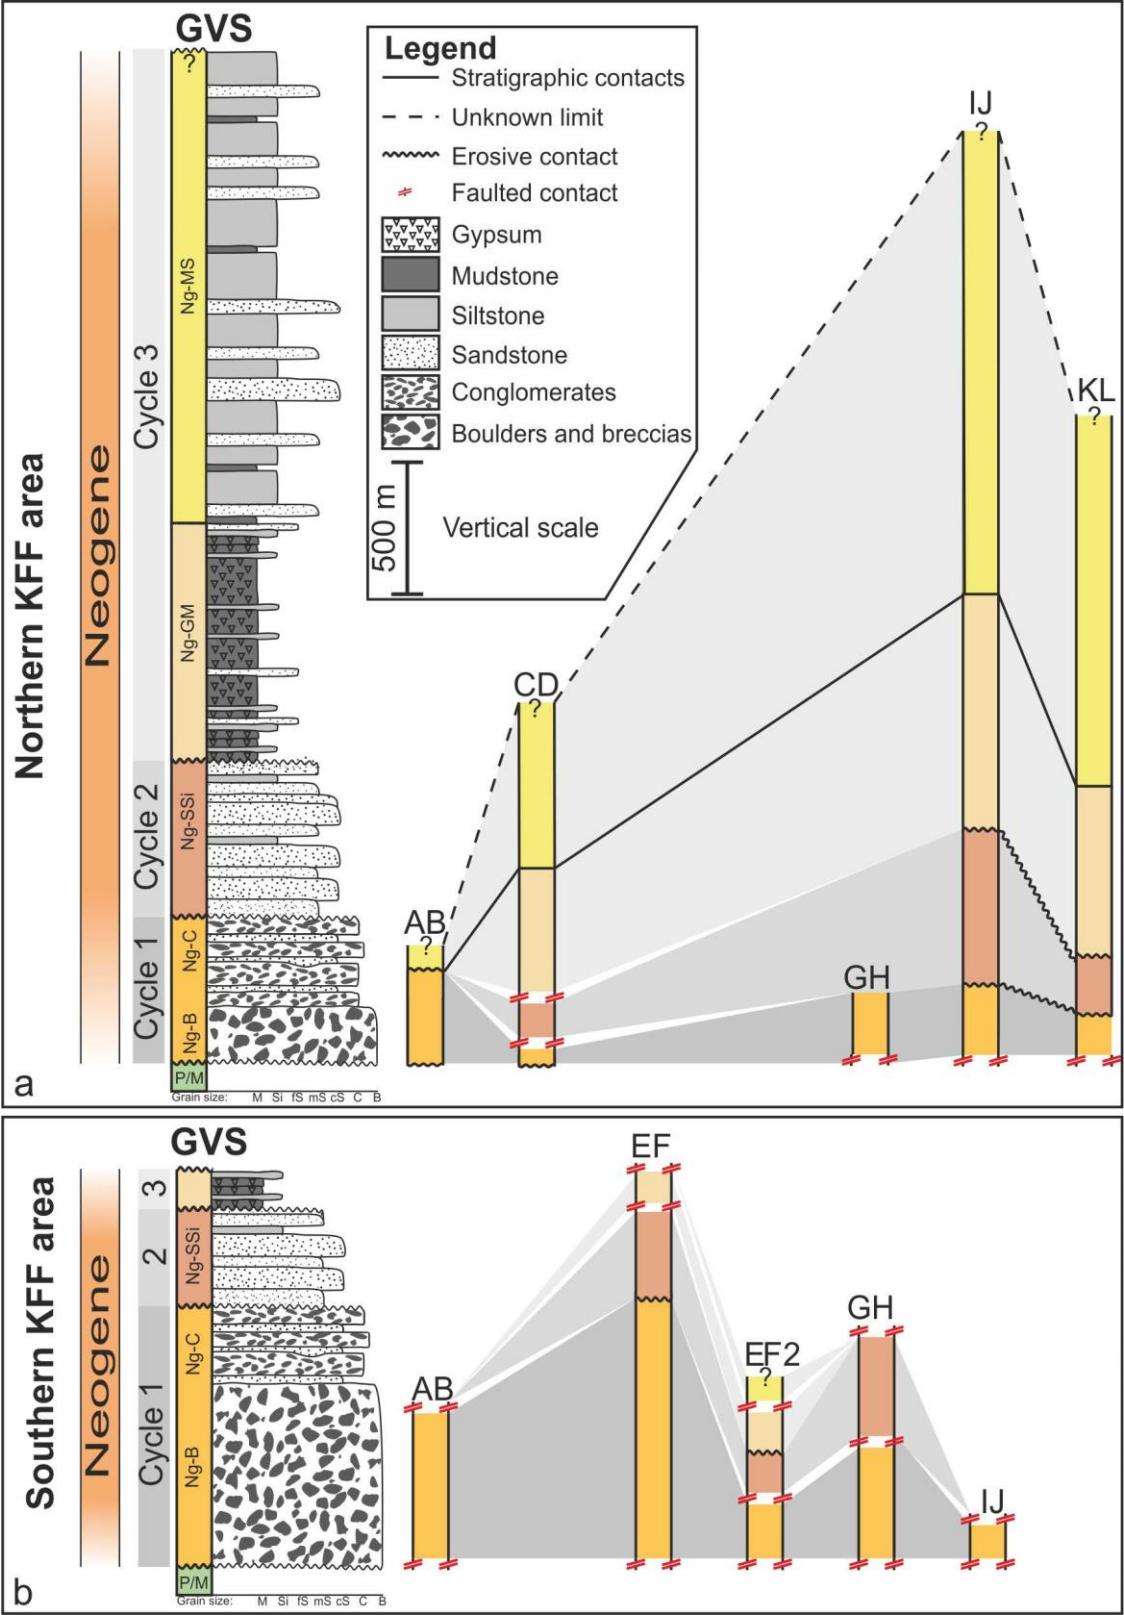 GVS
?
Northern KFF area
Neogene
Cycle 3
Cycle 2
Cycle 1
Ng-MS
Ng-GM
Ng-SSi
Ng-C
Ng-B
P/M
Grain size: M Si fS mS cS C B
Legend
Stratigraphic contacts
Unknown limit
Erosive contact
Faulted contact
Gypsum
Mudstone
Siltstone
Sandstone
Conglomerates
Boulders and breccias
500 m
Vertical scale
AB
?
CD
?
GH
IJ
?
KL
?
a
GVS
Southern KFF area
Neogene
3
2
Cycle 1
Ng-SSi
Ng-C
Ng-B
P/M
Grain size: M Si fS mS cS C B
AB
EF
EF2
?
GH
IJ
b